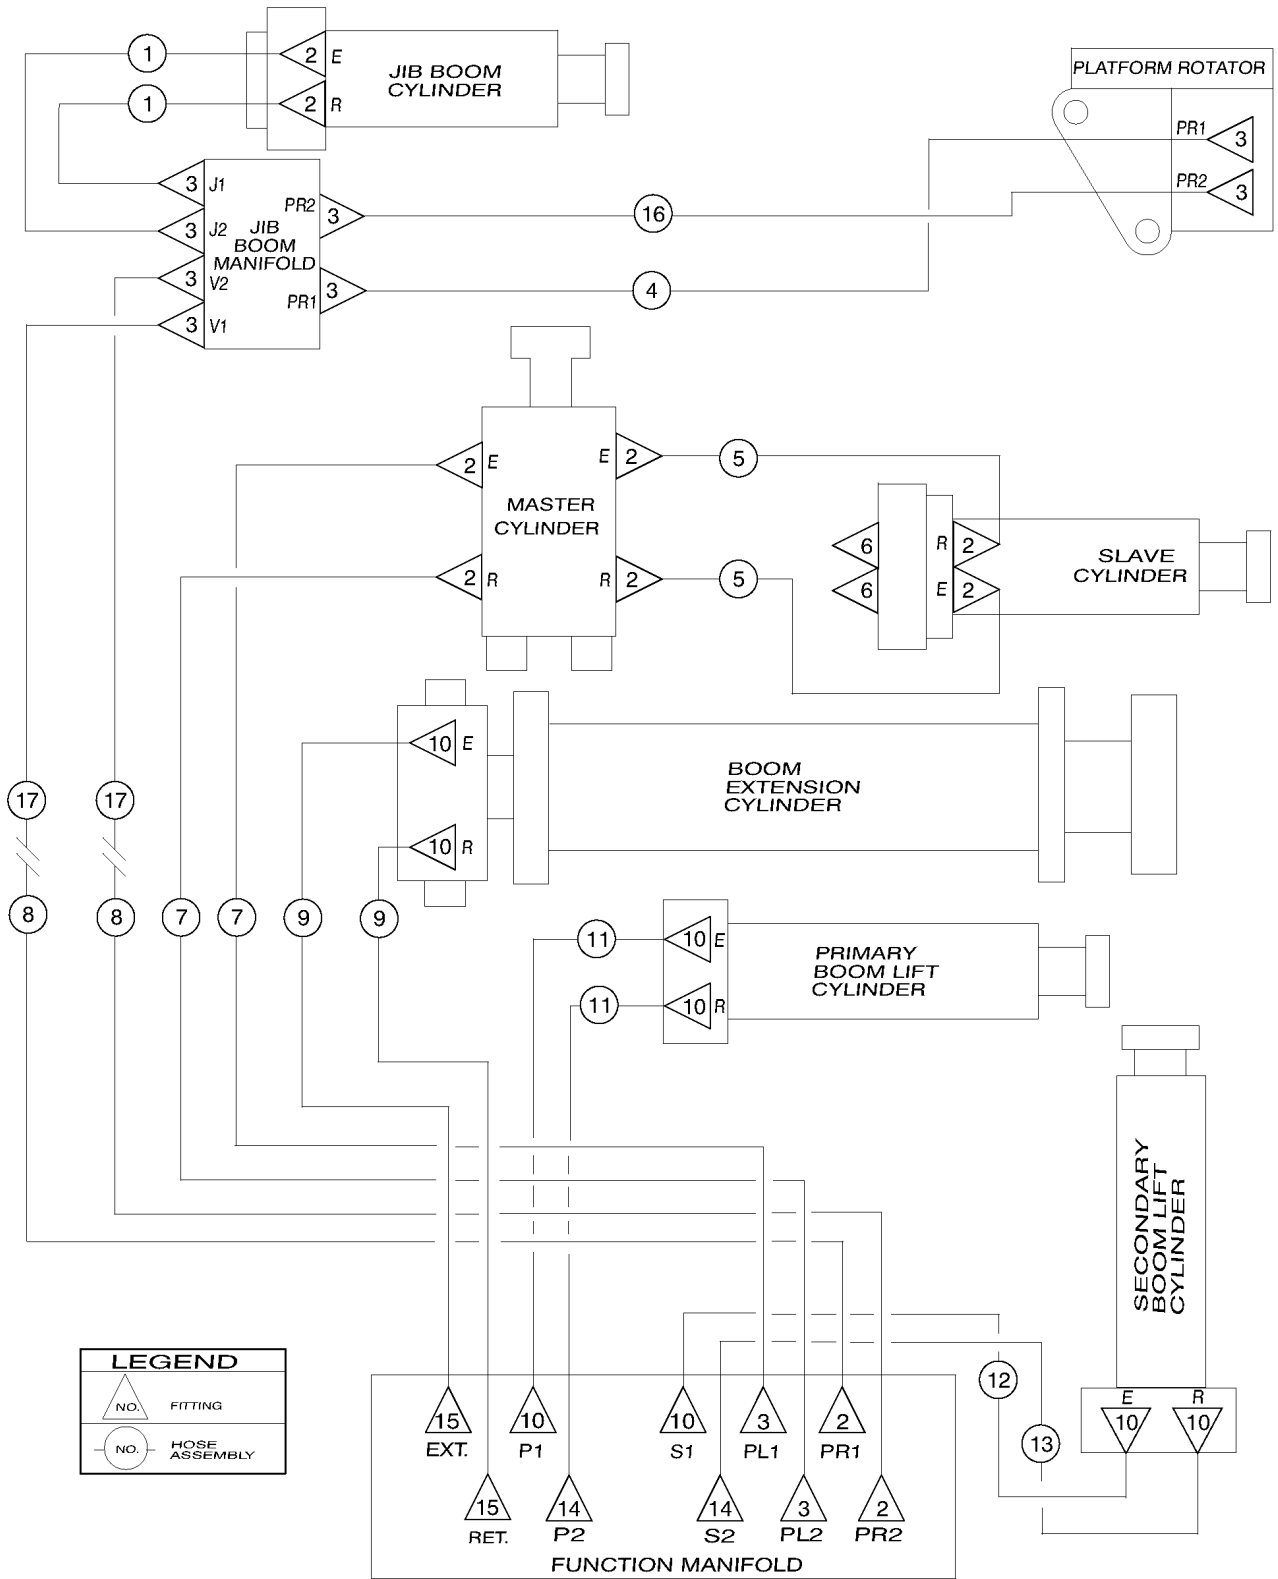 1
2 E
JIB BOOM
CYLINDER
1
2 R
PLATFORM ROTATOR
PR1 3
PR2 3
3 J1
3 J2
3 V2
3 V1
JIB
BOOM
MANIFOLD
PR2 3
PR1 3
16
4
2 E
E 2
5
MASTER
CYLINDER
2 R
R 2
5
6
6
R 2
E 2
SLAVE
CYLINDER
10 E
10 R
BOOM
EXTENSION
CYLINDER
17
17
8
8
7
7
9
9
11
10 E
11
10 R
PRIMARY
BOOM LIFT
CYLINDER
SECONDARY
BOOM LIFT
CYLINDER
E
R
10
10
12
13
LEGEND
NO. FITTING
NO. HOSE
ASSEMBLY
15
EXT.
10
P1
10
S1
3
PL1
2
PR1
15
RET.
14
P2
14
S2
3
PL2
2
PR2
FUNCTION MANIFOLD